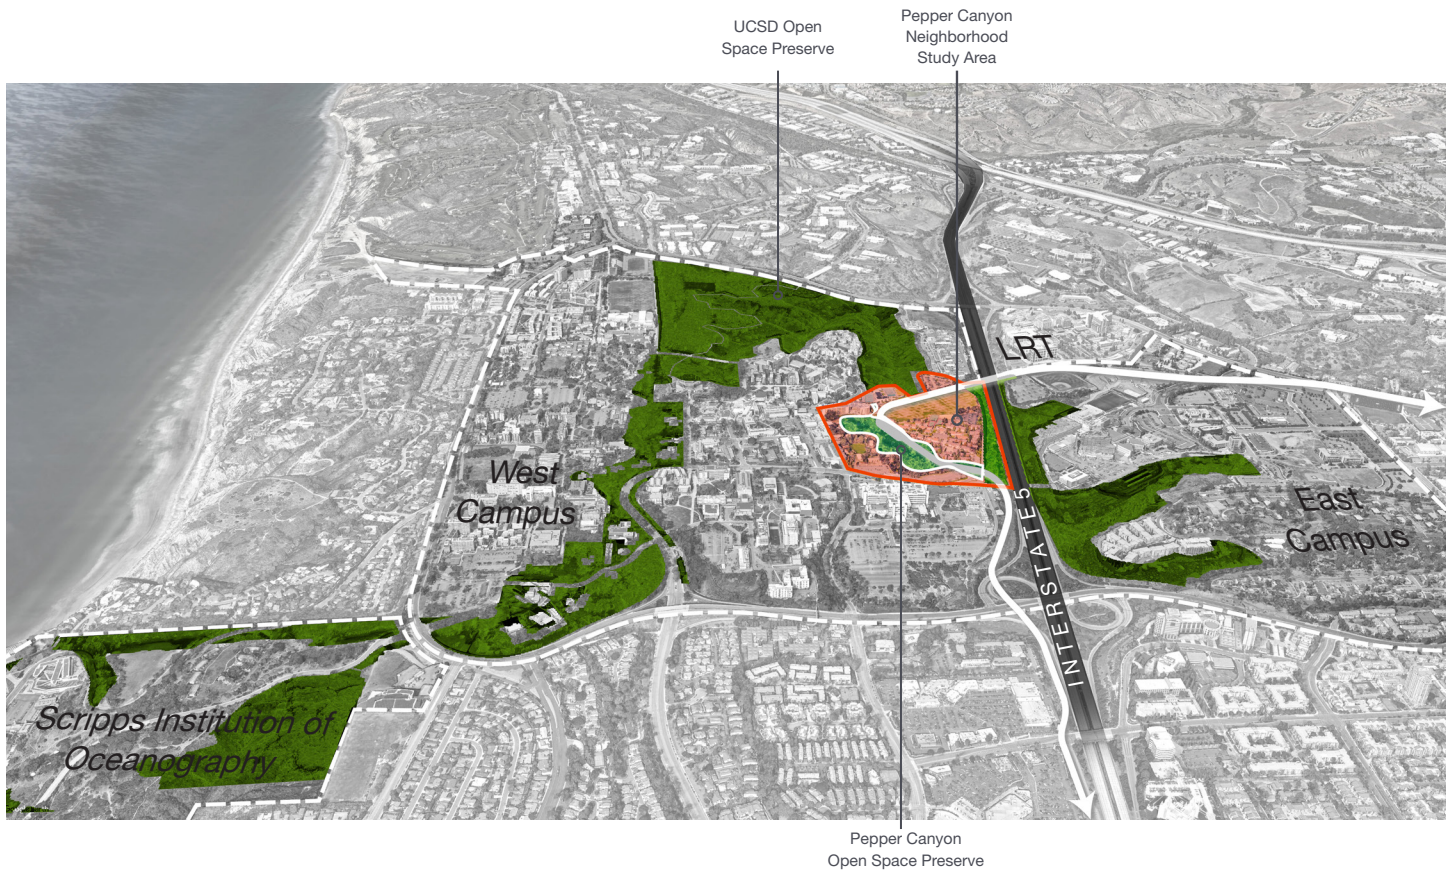 UCSD Open
Space Preserve
Pepper Canyon
Neighborhood
Study Area
LRT
West
Campus
East
Campus
INTERSTATE 5
Scripps Institution of
Oceanography
Pepper Canyon
Open Space Preserve